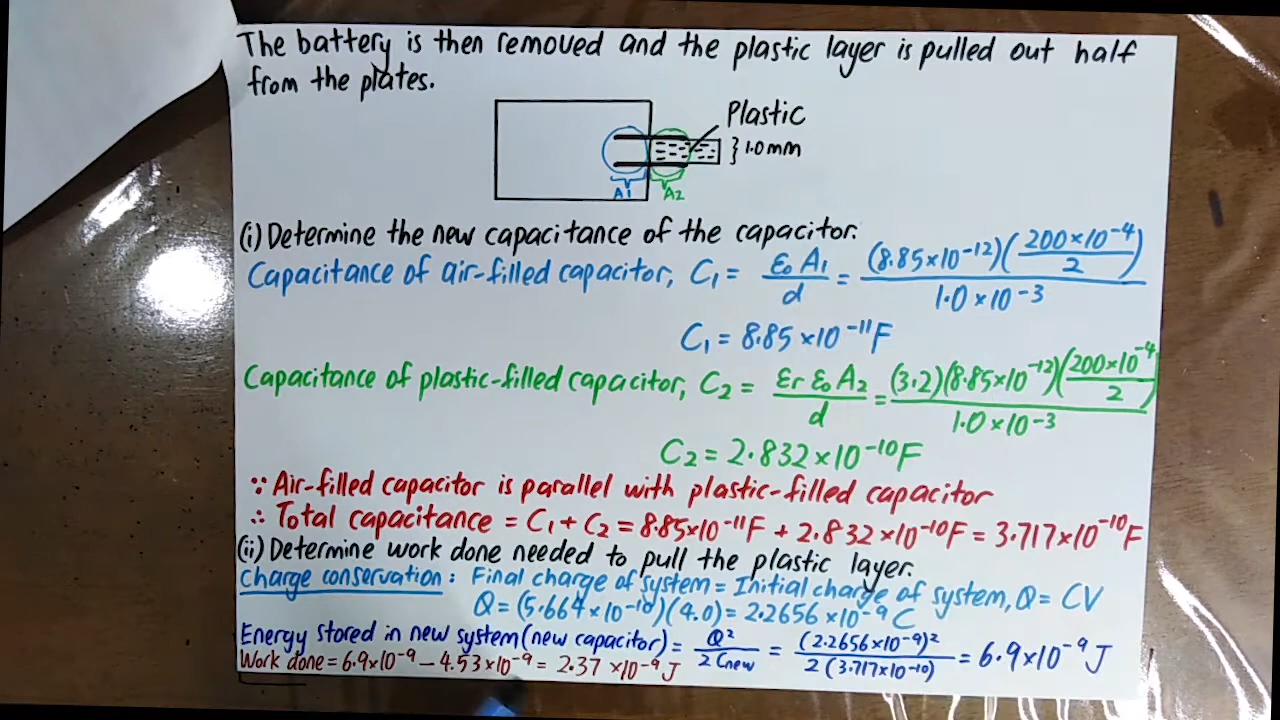 The battery is then removed and the plastic layer is pulled out half
from the plates.
Plastic
} 1.0mm
A1 A2
(i) Determine the new capacitance of the capacitor.
Capacitance of air-filled capacitor, C₁ = ε₀ A₁ / d = (8.85×10⁻¹²)(200×10⁻⁴ / 2) / 1.0×10⁻³
C₁ = 8.85×10⁻¹¹F
Capacitance of plastic-filled capacitor, C₂ = εr ε₀ A₂ / d = (3.2)(8.85×10⁻¹²)(200×10⁻⁴ / 2) / 1.0×10⁻³
C₂ = 2.832×10⁻¹⁰F
∵ Air-filled capacitor is parallel with plastic-filled capacitor
∴ Total capacitance = C₁ + C₂ = 8.85×10⁻¹¹F + 2.832×10⁻¹⁰F = 3.717×10⁻¹⁰F
(ii) Determine work done needed to pull the plastic layer.
Charge conservation : Final charge of system = Initial charge of system, Q = CV
Q = (5.664×10⁻¹⁰)(4.0) = 2.2656×10⁻⁹ C
Energy stored in new system (new capacitor) = Q² / 2 Cnew = (2.2656×10⁻⁹)² / 2 (3.717×10⁻¹⁰) = 6.9×10⁻⁹ J
Work done = 6.9×10⁻⁹ – 4.53×10⁻⁹ = 2.37 ×10⁻⁹ J